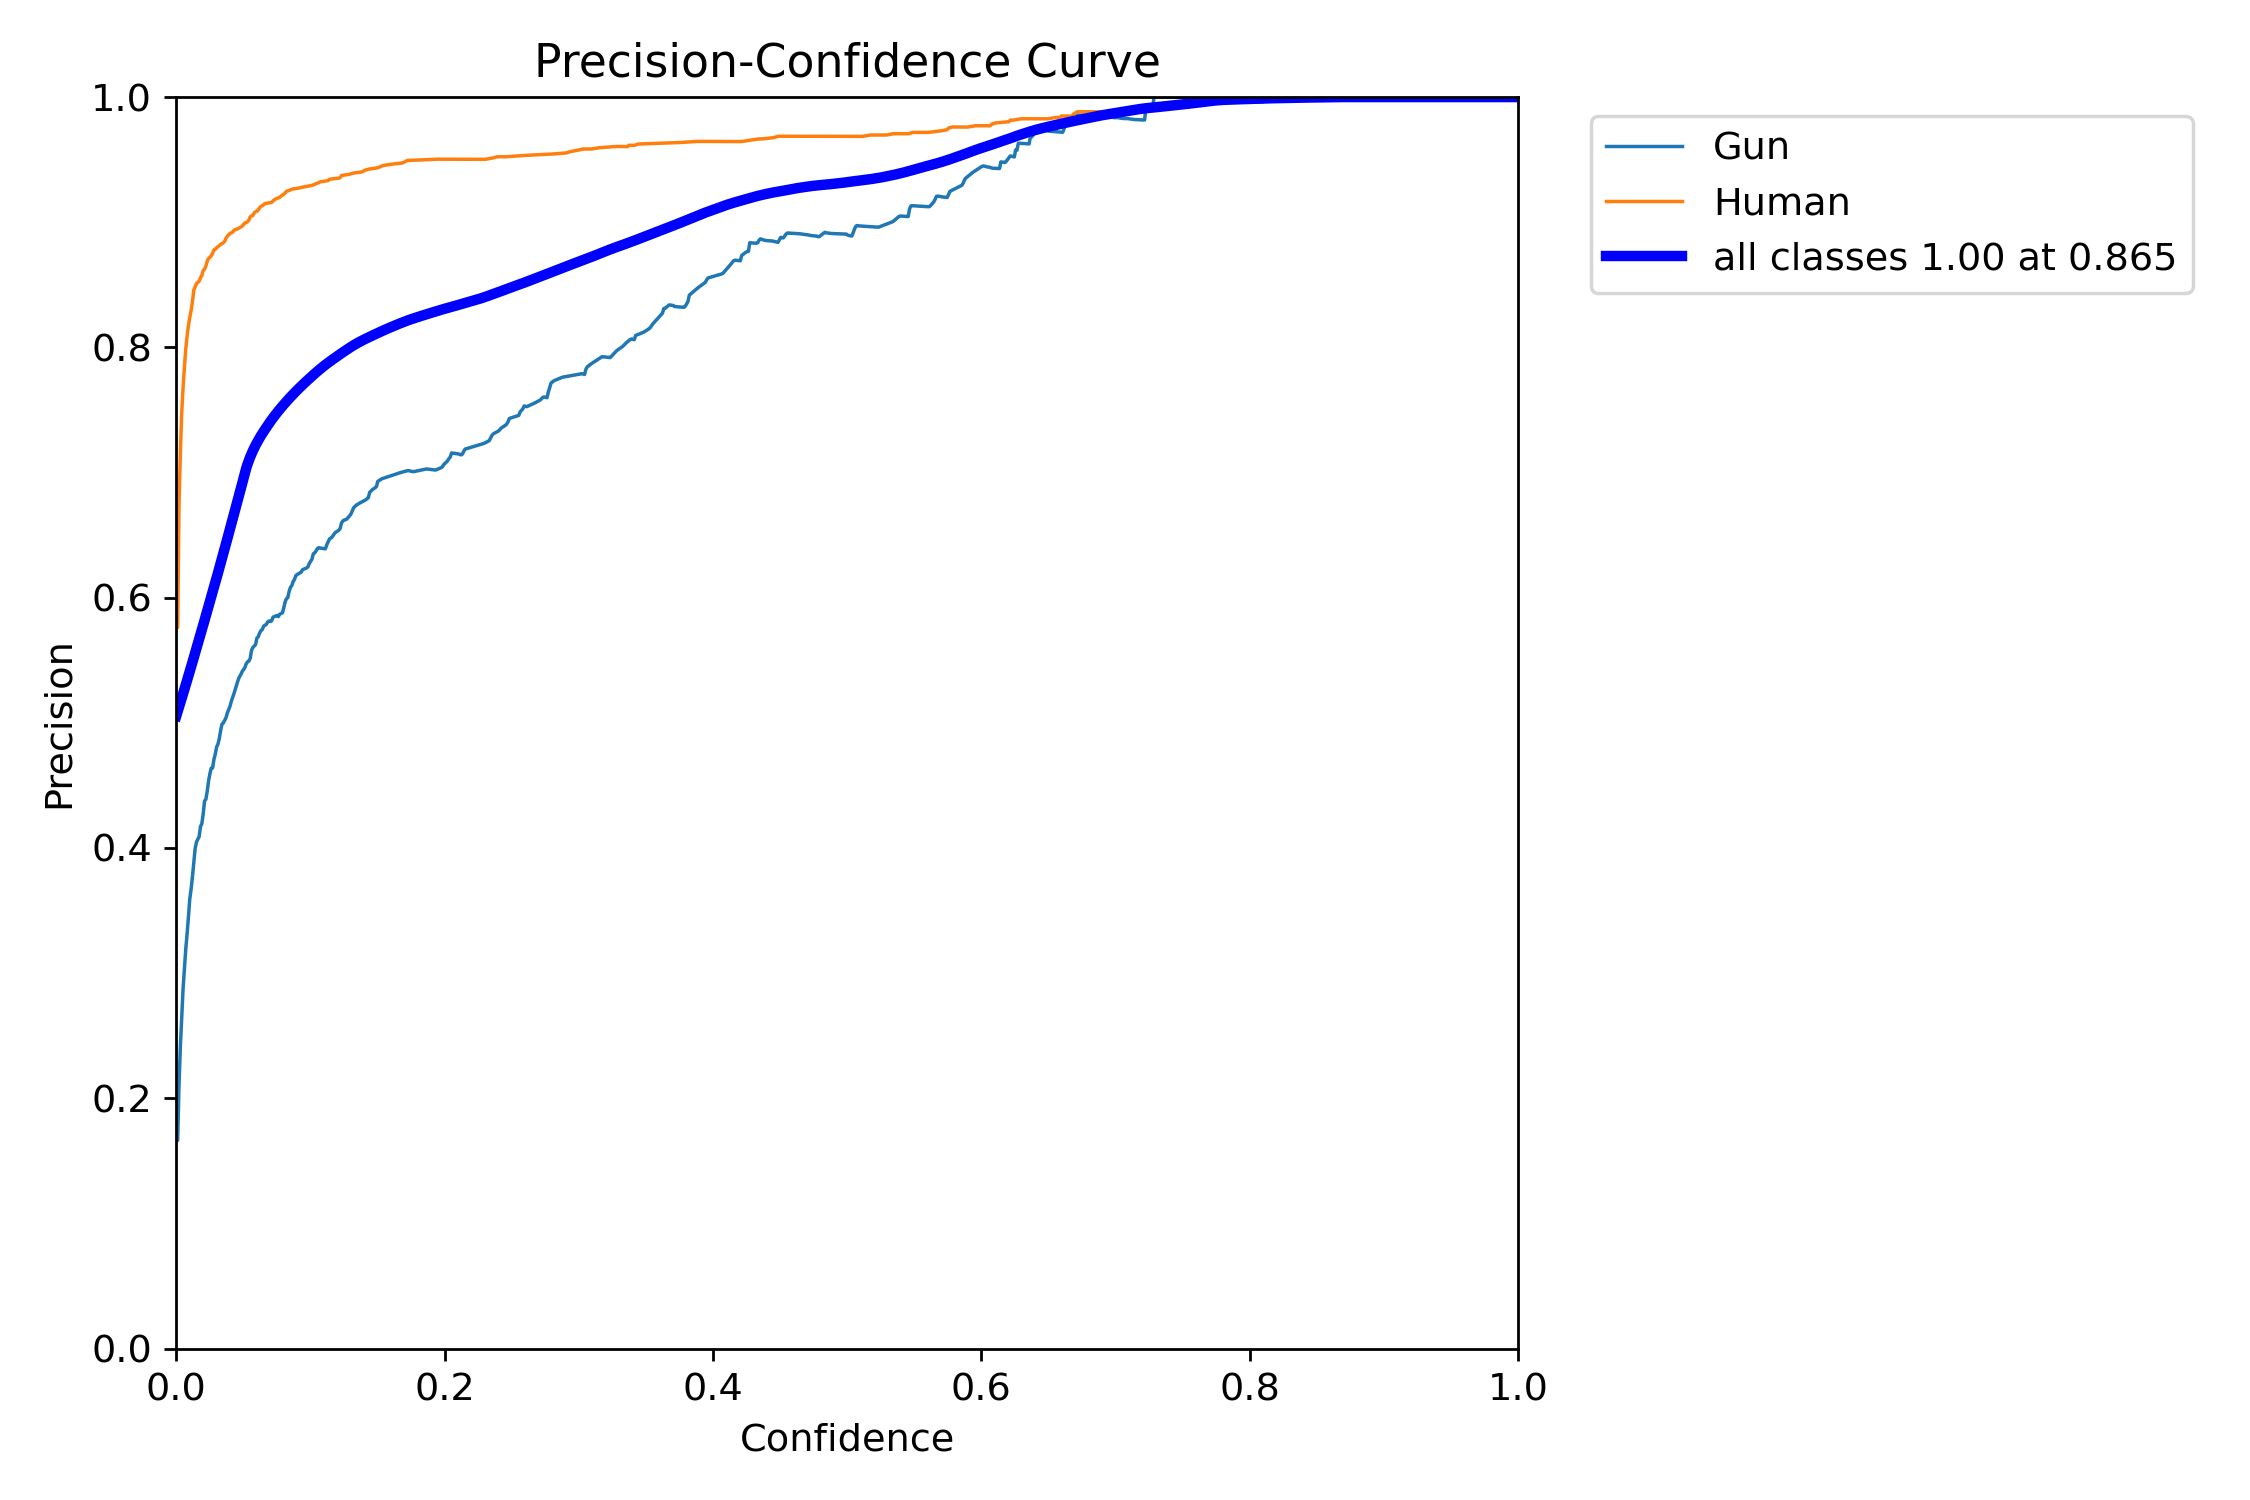 Precision-Confidence Curve
1.0
0.8
0.6
0.4
0.2
0.0
Precision
0.0 0.2 0.4 0.6 0.8 1.0
Confidence
Gun
Human
all classes 1.00 at 0.865